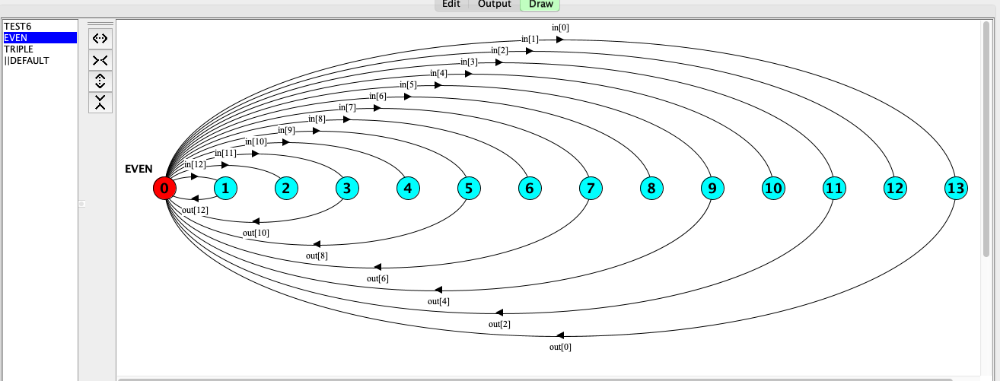 Edit Output Draw
TEST6
EVEN
TRIPLE
||DEFAULT
in[0]
in[1]
in[2]
in[3]
in[4]
in[5]
in[6]
in[7]
in[8]
in[9]
in[10]
in[11]
in[12]
EVEN
0 1 2 3 4 5 6 7 8 9 10 11 12 13
out[12]
out[10]
out[8]
out[6]
out[4]
out[2]
out[0]